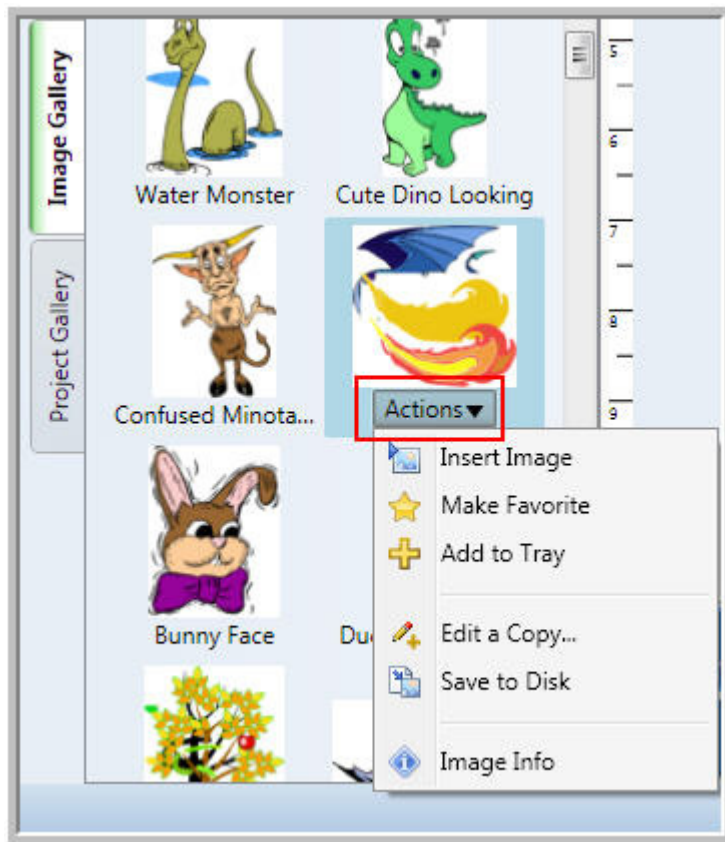 Image Gallery
Project Gallery
Water Monster
Cute Dino Looking
Confused Minota...
Actions
Bunny Face
Insert Image
Make Favorite
Add to Tray
Edit a Copy...
Save to Disk
Image Info
5
6
7
8
9